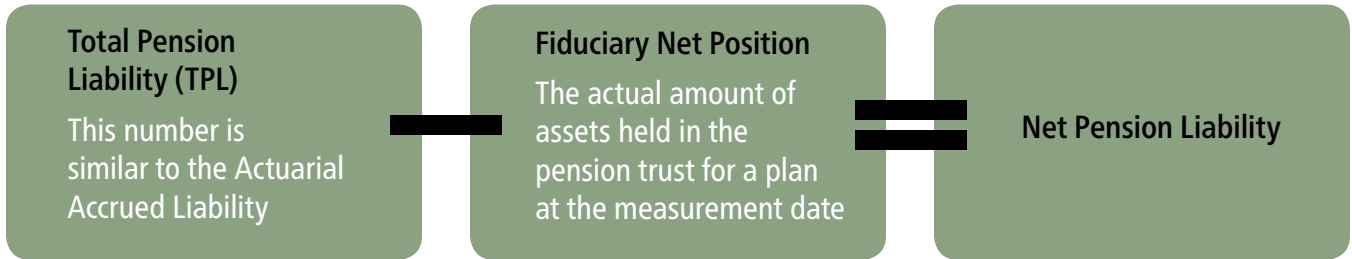 Total Pension
Liability (TPL)
This number is
similar to the Actuarial
Accrued Liability
Fiduciary Net Position
The actual amount of
assets held in the
pension trust for a plan
at the measurement date
Net Pension Liability